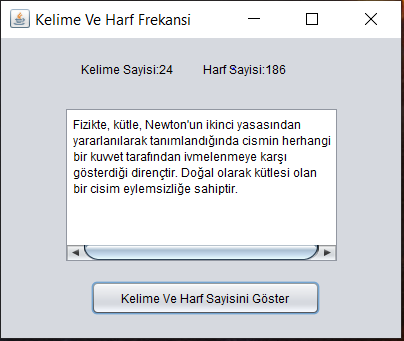 Kelime Ve Harf Frekansi
Kelime Sayisi:24 Harf Sayisi:186
Fizikte, kütle, Newton'un ikinci yasasından
yararlanılarak tanımlandığında cismin herhangi
bir kuvvet tarafından ivmelenmeye karşı
gösterdiği dirençtir. Doğal olarak kütlesi olan
bir cisim eylemsizliğe sahiptir.
Kelime Ve Harf Sayisini Göster